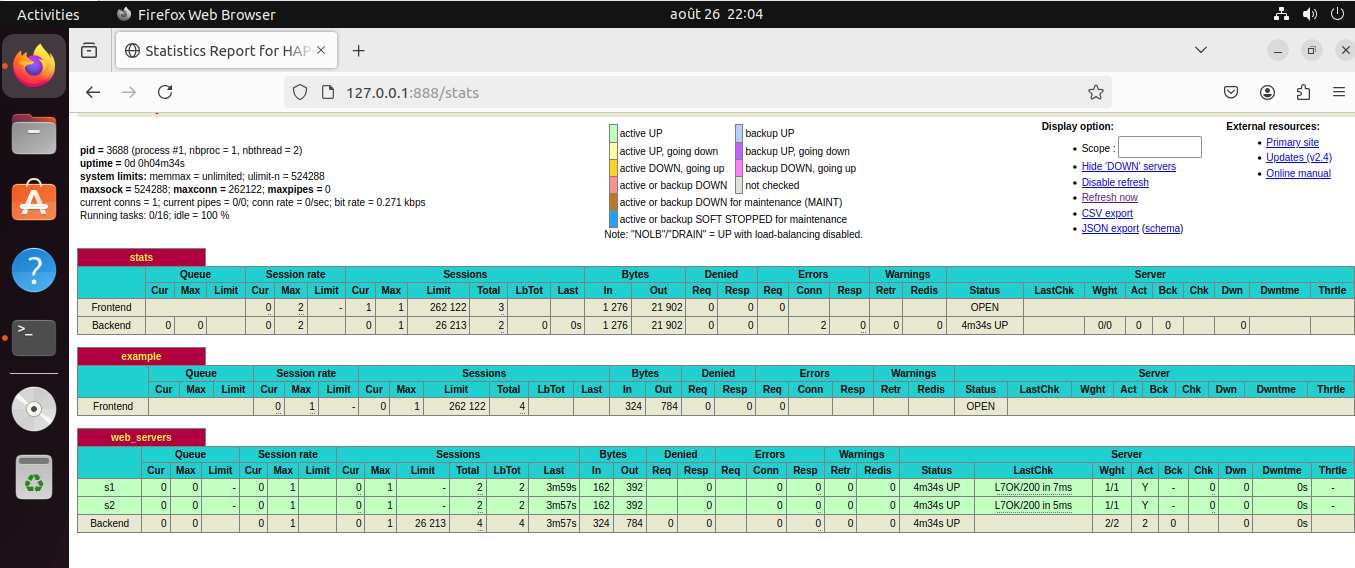 Activities Firefox Web Browser août 26 22:04
Statistics Report for HAP
127.0.0.1:888/stats
pid = 3688 (process #1, nbproc = 1, nbthread = 2)
uptime = 0d 0h04m34s
system limits: memmax = unlimited; ulimit-n = 524288
maxsock = 524288; maxconn = 262122; maxpipes = 0
current conns = 1; current pipes = 0/0; conn rate = 0/sec; bit rate = 0.271 kbps
Running tasks: 0/16; idle = 100 %
active UP backup UP
active UP, going down backup UP, going down
active DOWN, going up backup DOWN, going up
active or backup DOWN not checked
active or backup DOWN for maintenance (MAINT)
active or backup SOFT STOPPED for maintenance
Note: "NOLB"/"DRAIN" = UP with load-balancing disabled.
Display option:
• Scope :
• Hide 'DOWN' servers
• Disable refresh
• Refresh now
• CSV export
• JSON export (schema)
External resources:
• Primary site
• Updates (v2.4)
• Online manual
stats
Queue Session rate Sessions Bytes Denied Errors Warnings Server
Cur Max Limit Cur Max Limit Cur Max Limit Total LbTot Last In Out Req Resp Req Conn Resp Retr Redis Status LastChk Wght Act Bck Chk Dwn Dwntme Thrtle
Frontend 0 2 - 1 1 262 122 3 1 276 21 902 0 0 0 OPEN
Backend 0 0 0 2 0 1 26 213 2 0 0s 1 276 21 902 0 0 2 0 0 0 4m34s UP 0/0 0 0 0
example
Queue Session rate Sessions Bytes Denied Errors Warnings Server
Cur Max Limit Cur Max Limit Cur Max Limit Total LbTot Last In Out Req Resp Req Conn Resp Retr Redis Status LastChk Wght Act Bck Chk Dwn Dwntme Thrtle
Frontend 0 1 - 0 1 262 122 4 324 784 0 0 0 OPEN
web_servers
Queue Session rate Sessions Bytes Denied Errors Warnings Server
Cur Max Limit Cur Max Limit Cur Max Limit Total LbTot Last In Out Req Resp Req Conn Resp Retr Redis Status LastChk Wght Act Bck Chk Dwn Dwntme Thrtle
s1 0 0 - 0 1 0 1 - 2 2 3m59s 162 392 0 0 0 0 0 4m34s UP L7OK/200 in 7ms 1/1 Y - 0 0 0s -
s2 0 0 - 0 1 0 1 - 2 2 3m57s 162 392 0 0 0 0 0 4m34s UP L7OK/200 in 5ms 1/1 Y - 0 0 0s -
Backend 0 0 0 1 0 1 26 213 4 4 3m57s 324 784 0 0 0 0 0 0 4m34s UP 2/2 2 0 0 0s